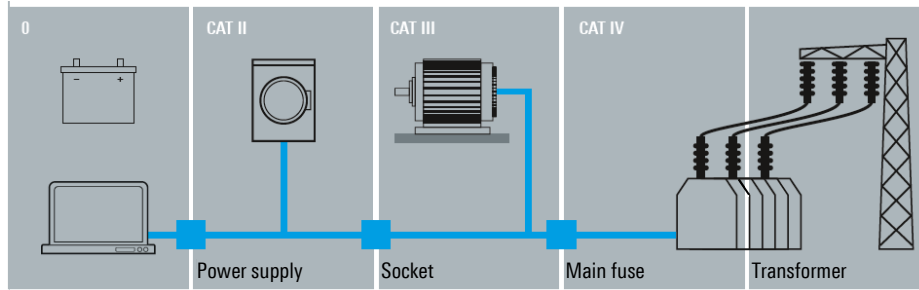 0
CAT II
CAT III
CAT IV
- +
Power supply
Socket
Main fuse
Transformer